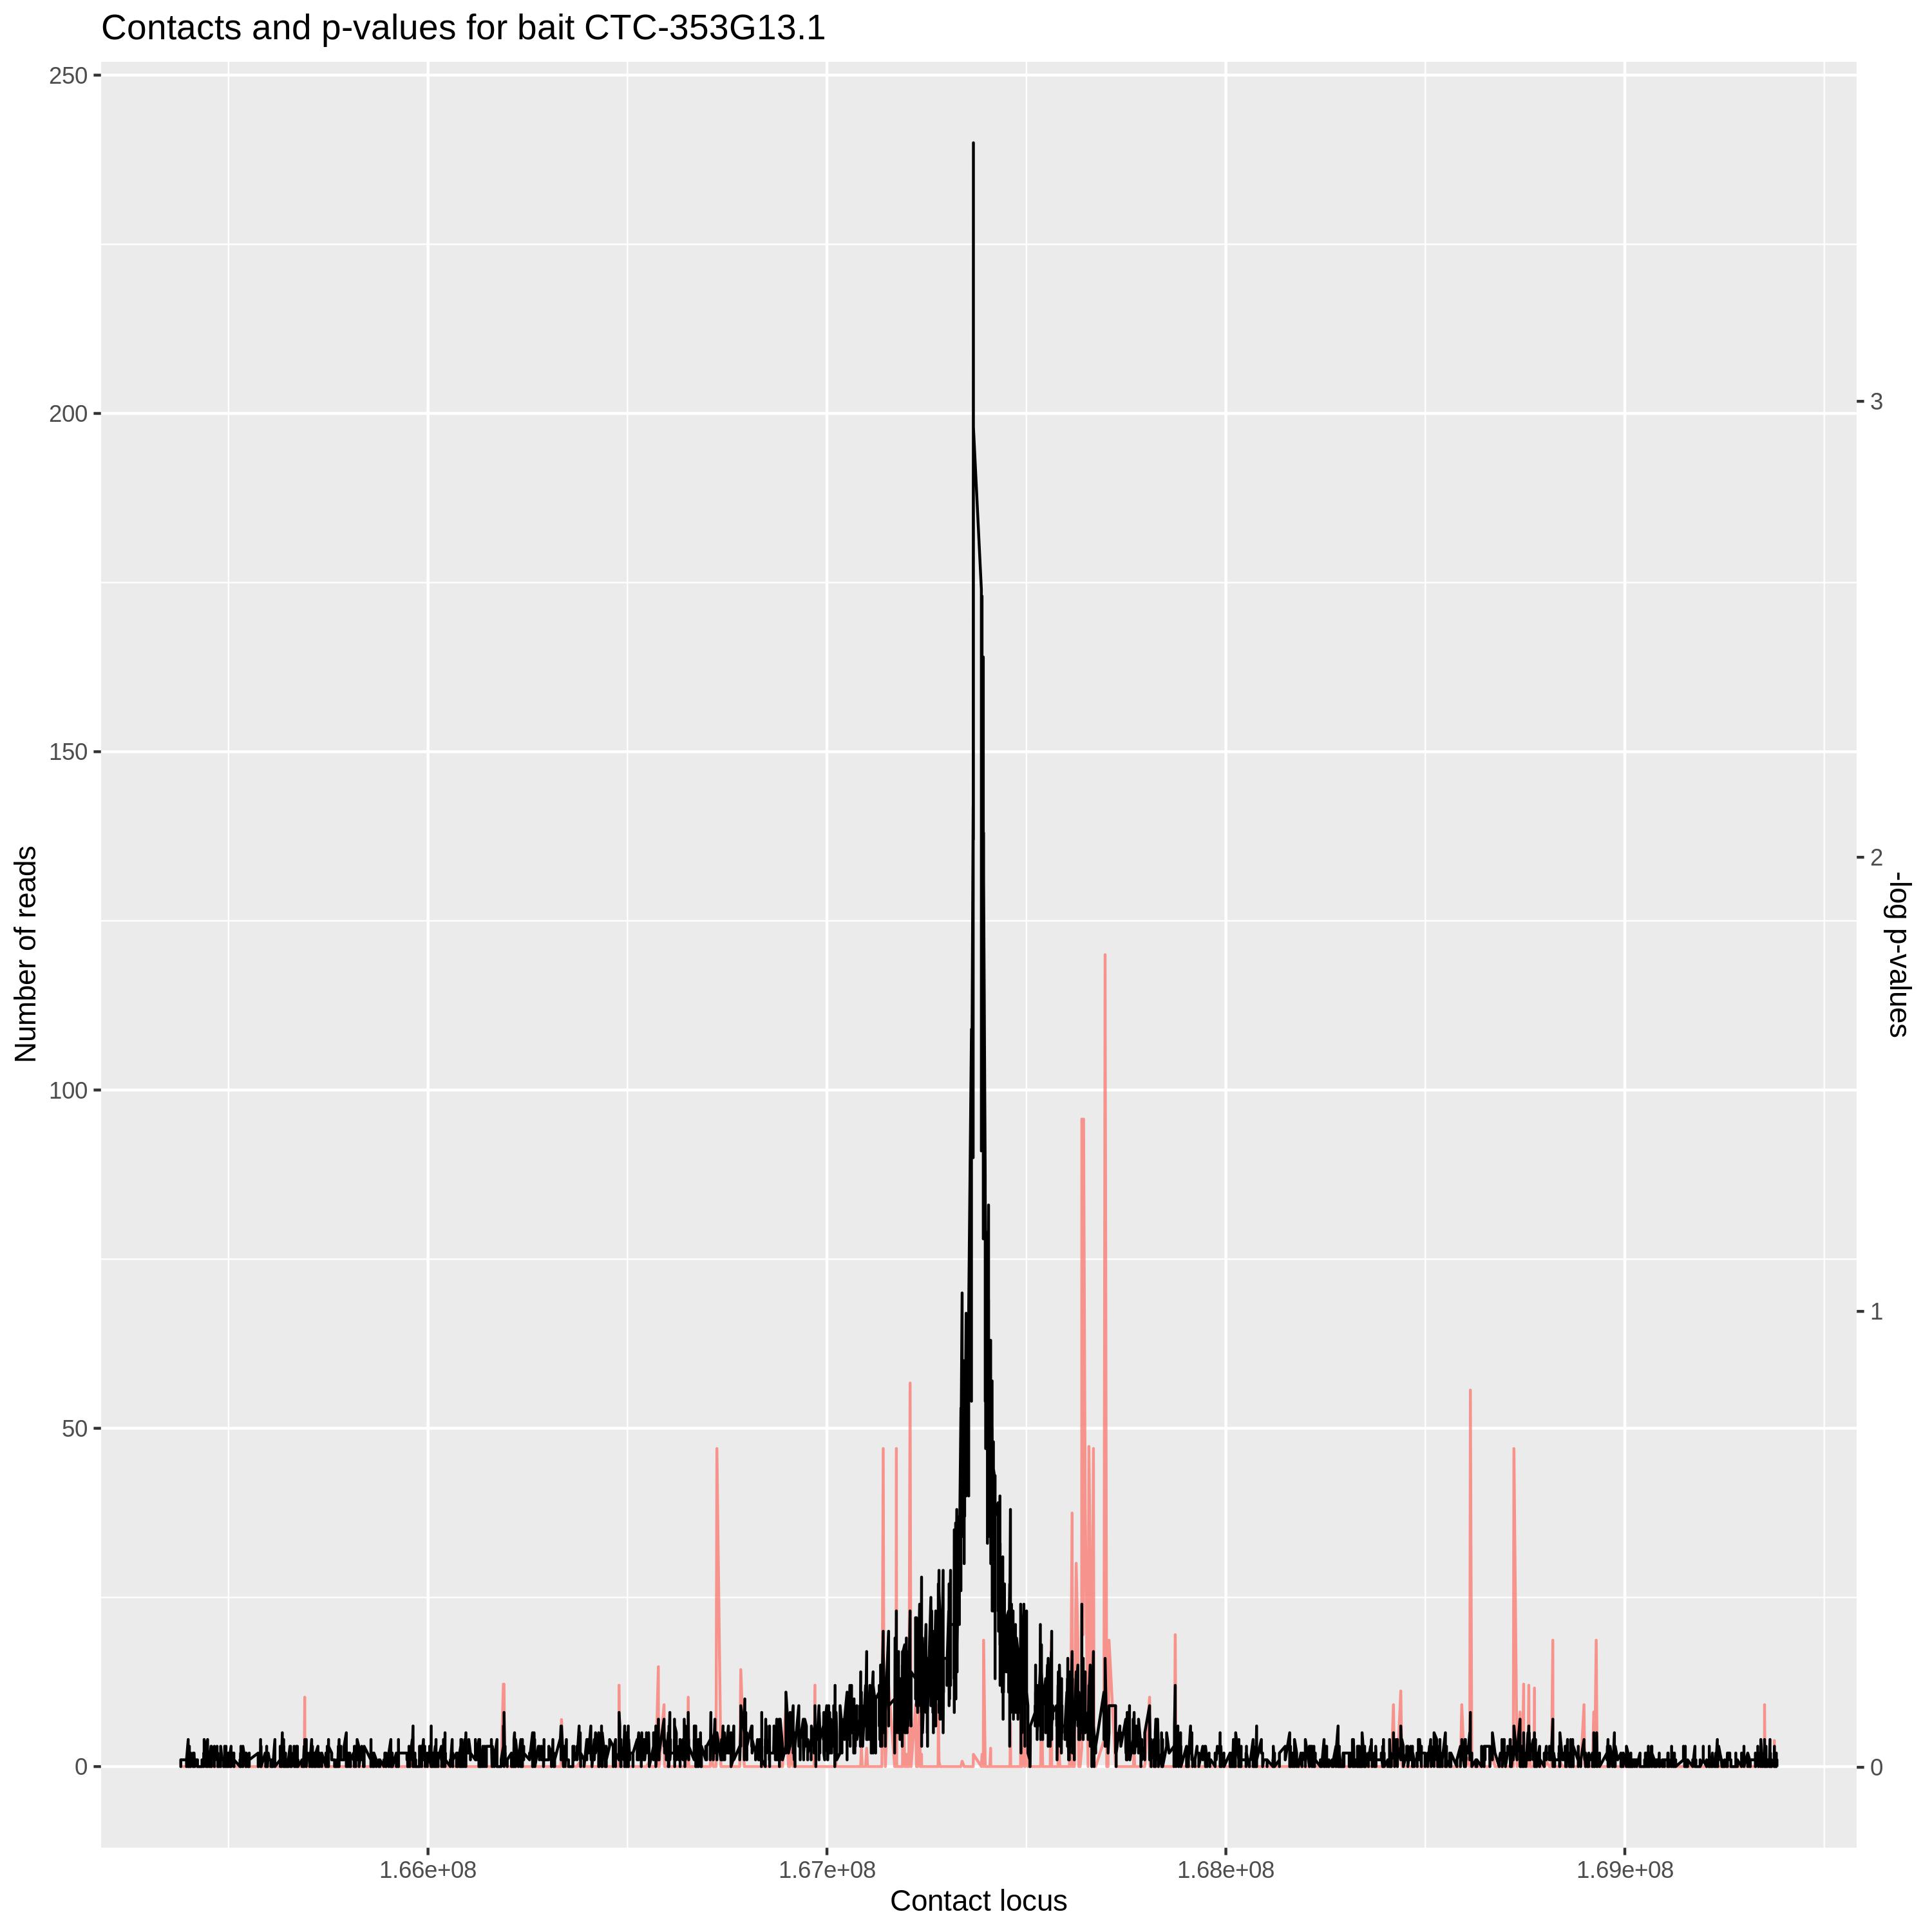 Contacts and p-values for bait CTC-353G13.1
250
200
150
100
50
0
Number of reads
3
2
1
0
-log p-values
1.66e+08
1.67e+08
1.68e+08
1.69e+08
Contact locus